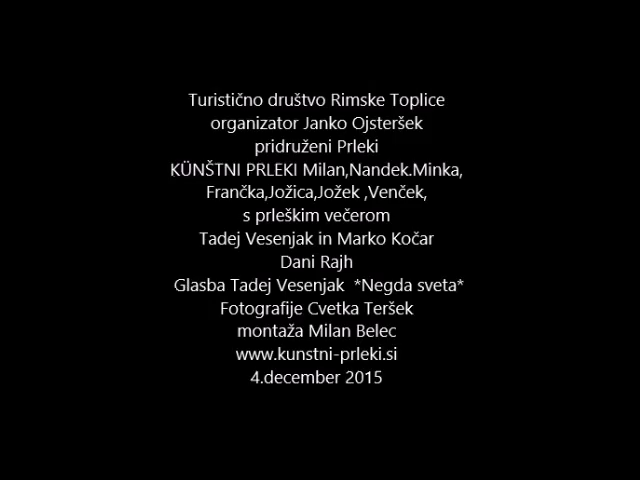 Turistično društvo Rimske Toplice
organizator Janko Ojsteršek
pridruženi Prleki
KÜNŠTNI PRLEKI Milan,Nandek.Minka,
Frančka,Jožica,Jožek ,Venček,
s prleškim večerom
Tadej Vesenjak in Marko Kočar
Dani Rajh
Glasba Tadej Vesenjak  *Negda sveta*
Fotografije Cvetka Teršek
montaža Milan Belec
www.kunstni-prleki.si
4.december 2015